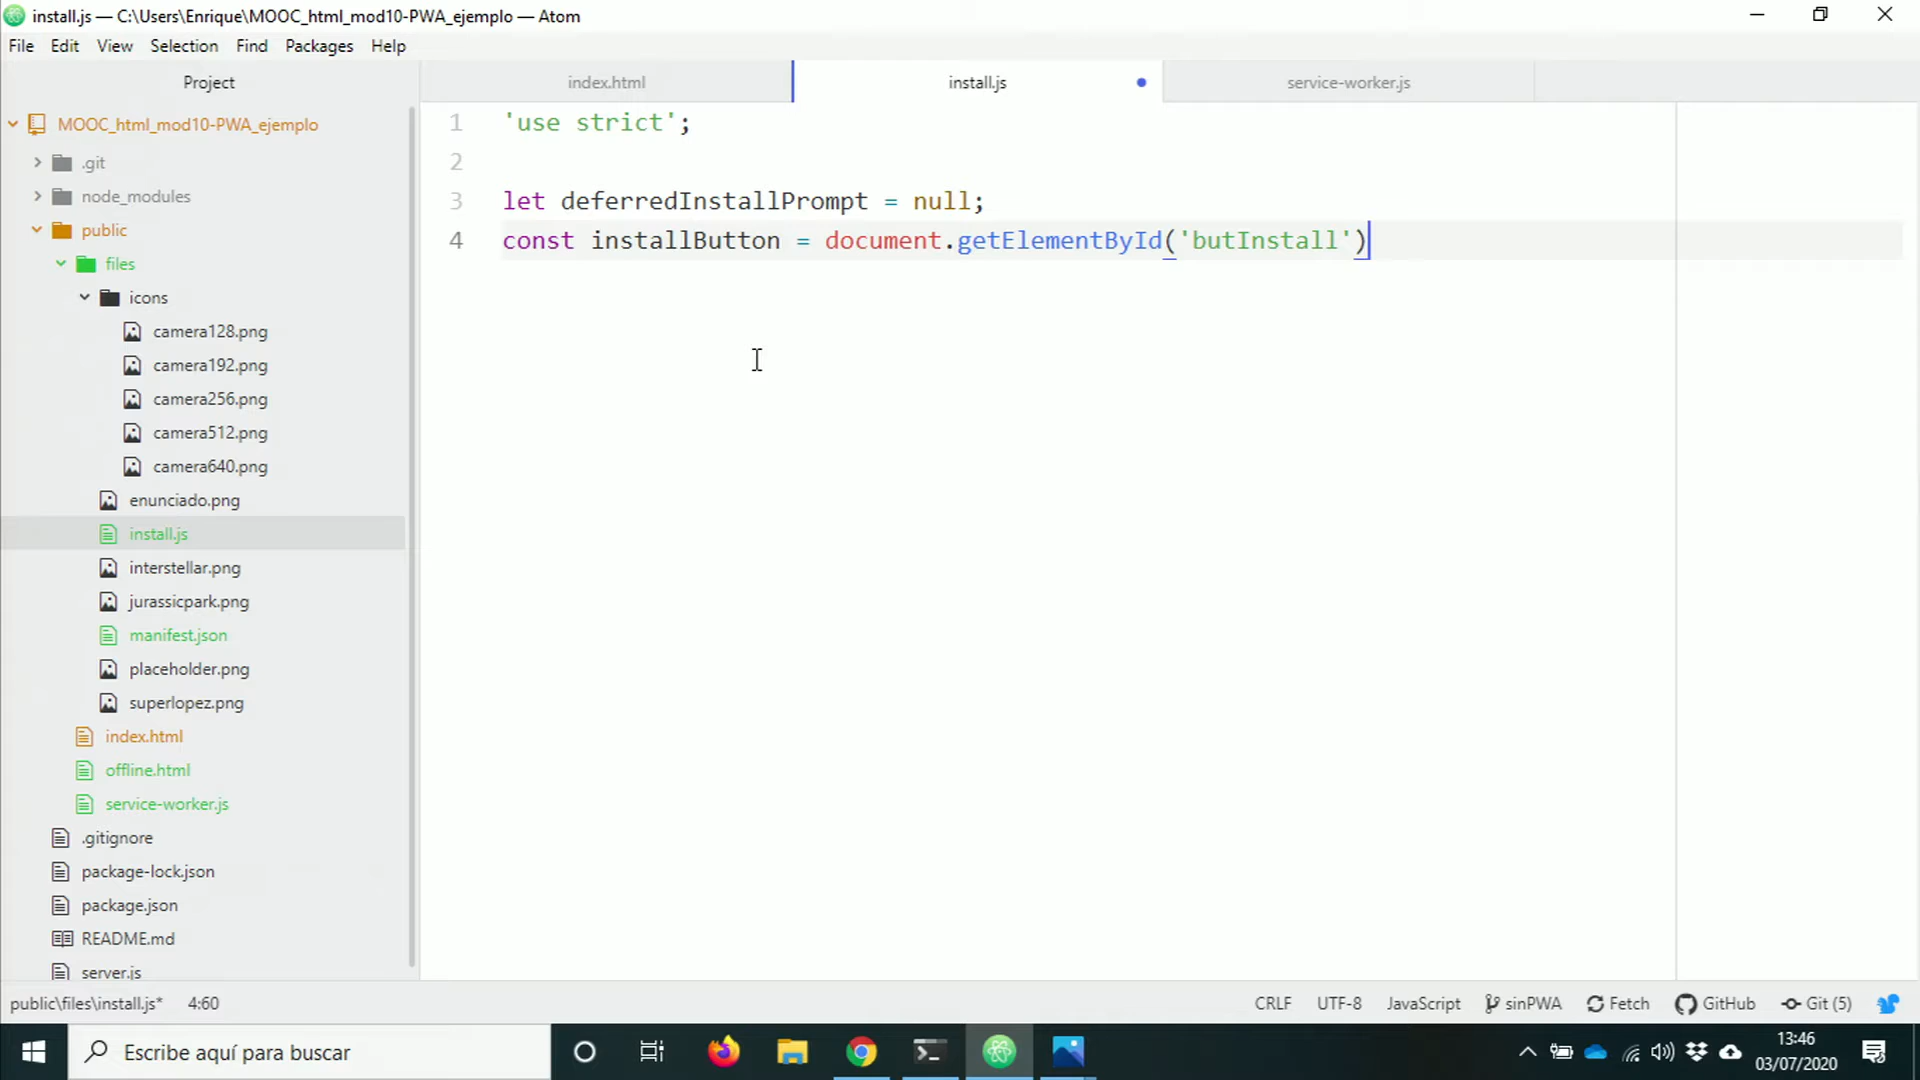 install.js — C:\Users\Enrique\MOOC_html_mod10-PWA_ejemplo — Atom
File Edit View Selection Find Packages Help
Project
index.html
install.js
service-worker.js
MOOC_html_mod10-PWA_ejemplo
.git
node_modules
public
files
icons
camera128.png
camera192.png
camera256.png
camera512.png
camera640.png
enunciado.png
install.js
interstellar.png
jurassicpark.png
manifest.json
placeholder.png
superlopez.png
index.html
offline.html
service-worker.js
.gitignore
package-lock.json
package.json
README.md
server.js
1 'use strict';
2
3 let deferredInstallPrompt = null;
4 const installButton = document.getElementById('butInstall')
public\files\install.js* 4:60
CRLF UTF-8 JavaScript sinPWA Fetch GitHub Git (5)
Escribe aquí para buscar
13:46
03/07/2020